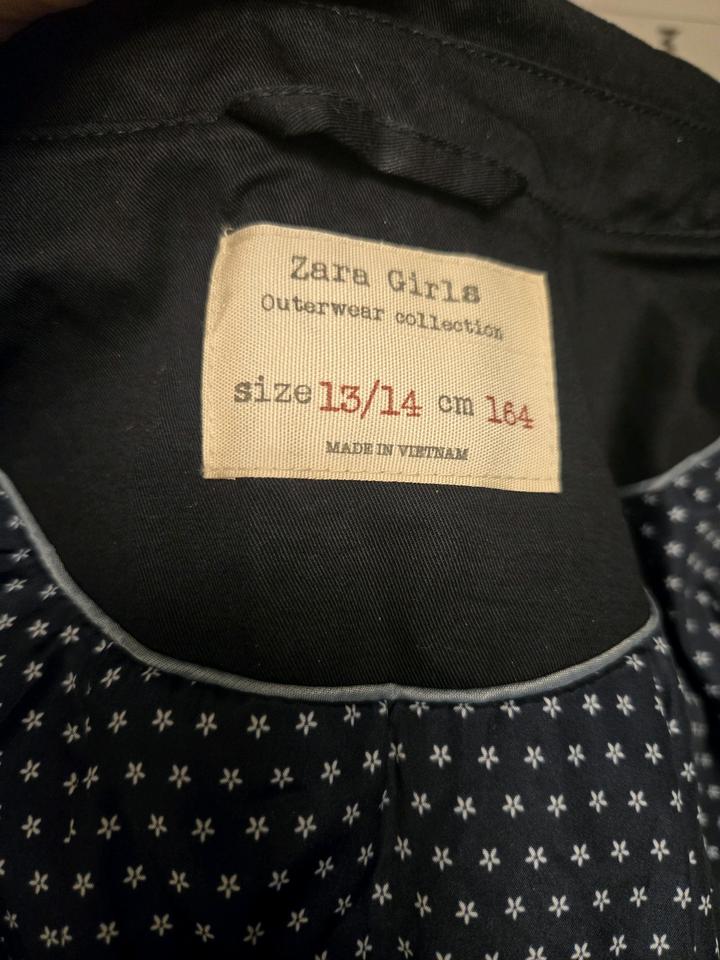 Zara Girls
Outerwear collection
size 13/14 cm 164
MADE IN VIETNAM